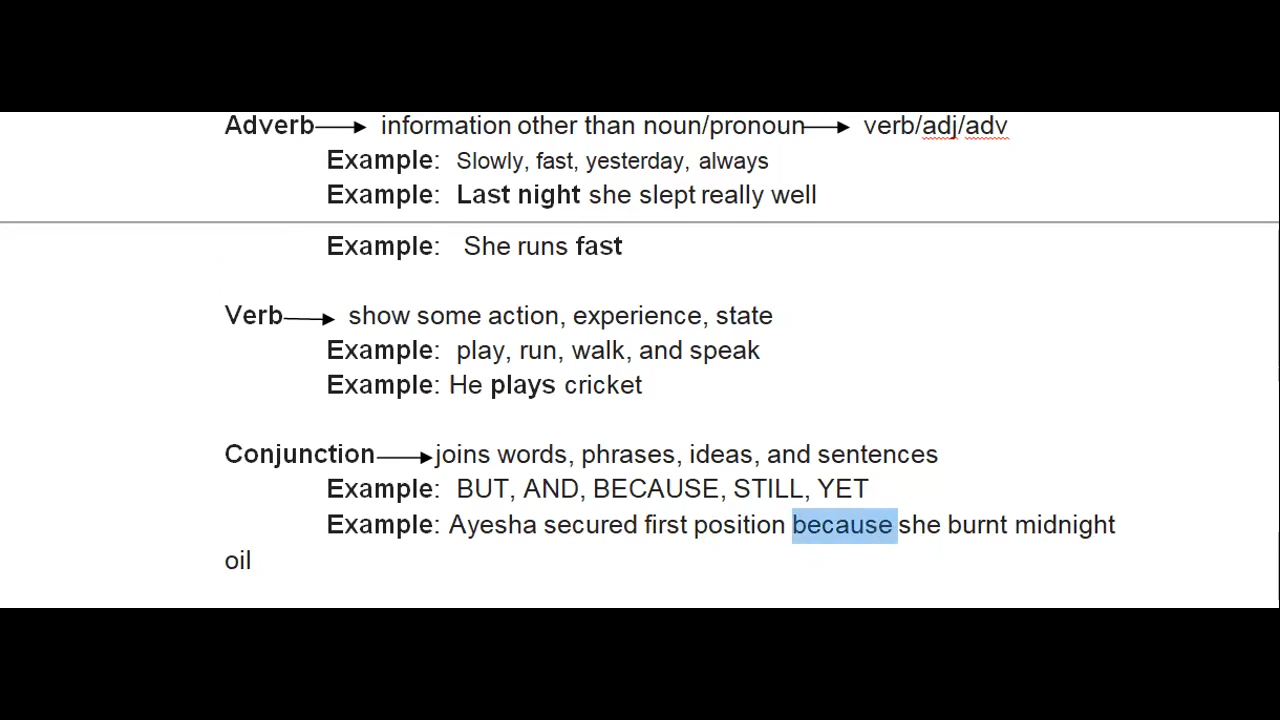 Adverb information other than noun/pronoun verb/adj/adv
Example: Slowly, fast, yesterday, always
Example: Last night she slept really well
Example: She runs fast
Verb show some action, experience, state
Example: play, run, walk, and speak
Example: He plays cricket
Conjunction joins words, phrases, ideas, and sentences
Example: BUT, AND, BECAUSE, STILL, YET
Example: Ayesha secured first position because she burnt midnight
oil